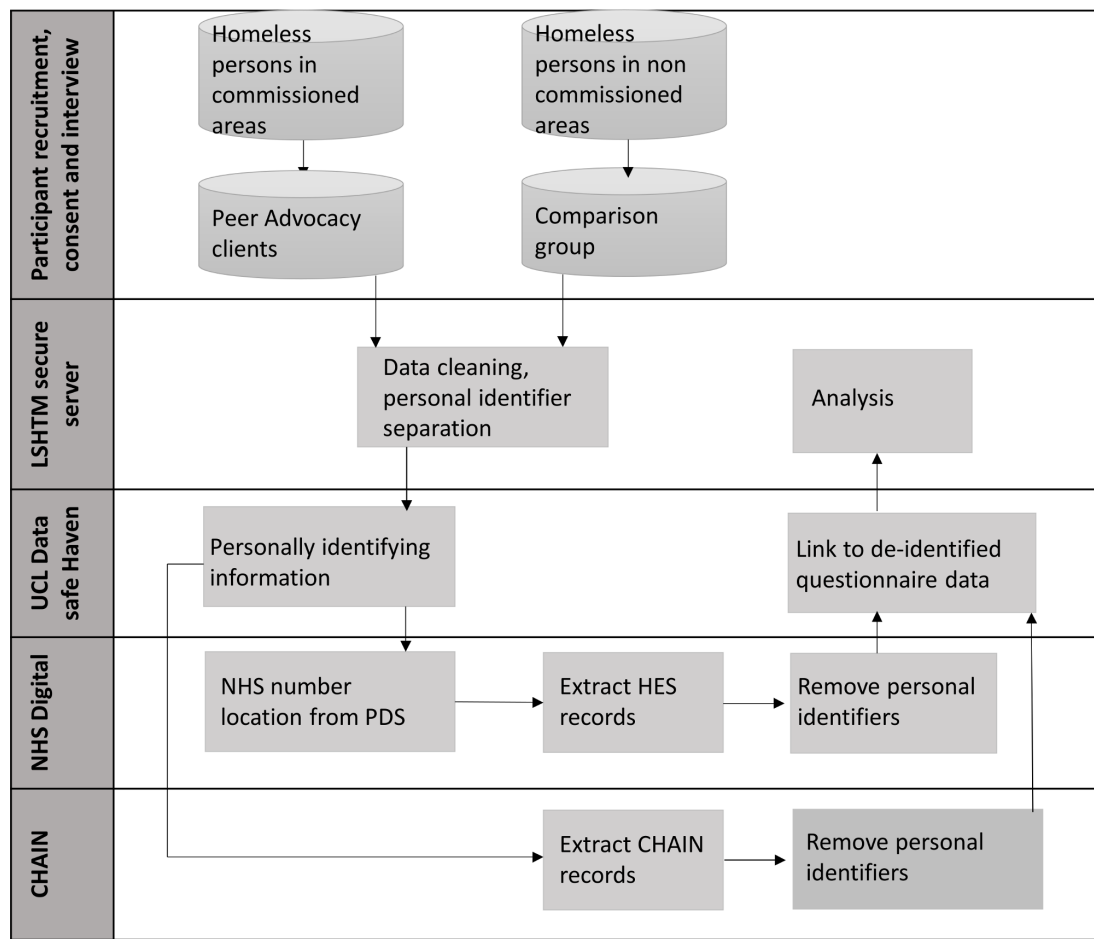 Participant recruitment,
consent and interview
Homeless
persons in
commissioned
areas
Homeless
persons in non
commissioned
areas
Peer Advocacy
clients
Comparison
group
LSHTM secure
server
Data cleaning,
personal identifier
separation
Analysis
UCL Data
safe Haven
Personally identifying
information
Link to de-identified
questionnaire data
NHS Digital
NHS number
location from PDS
Extract HES
records
Remove personal
identifiers
CHAIN
Extract CHAIN
records
Remove personal
identifiers